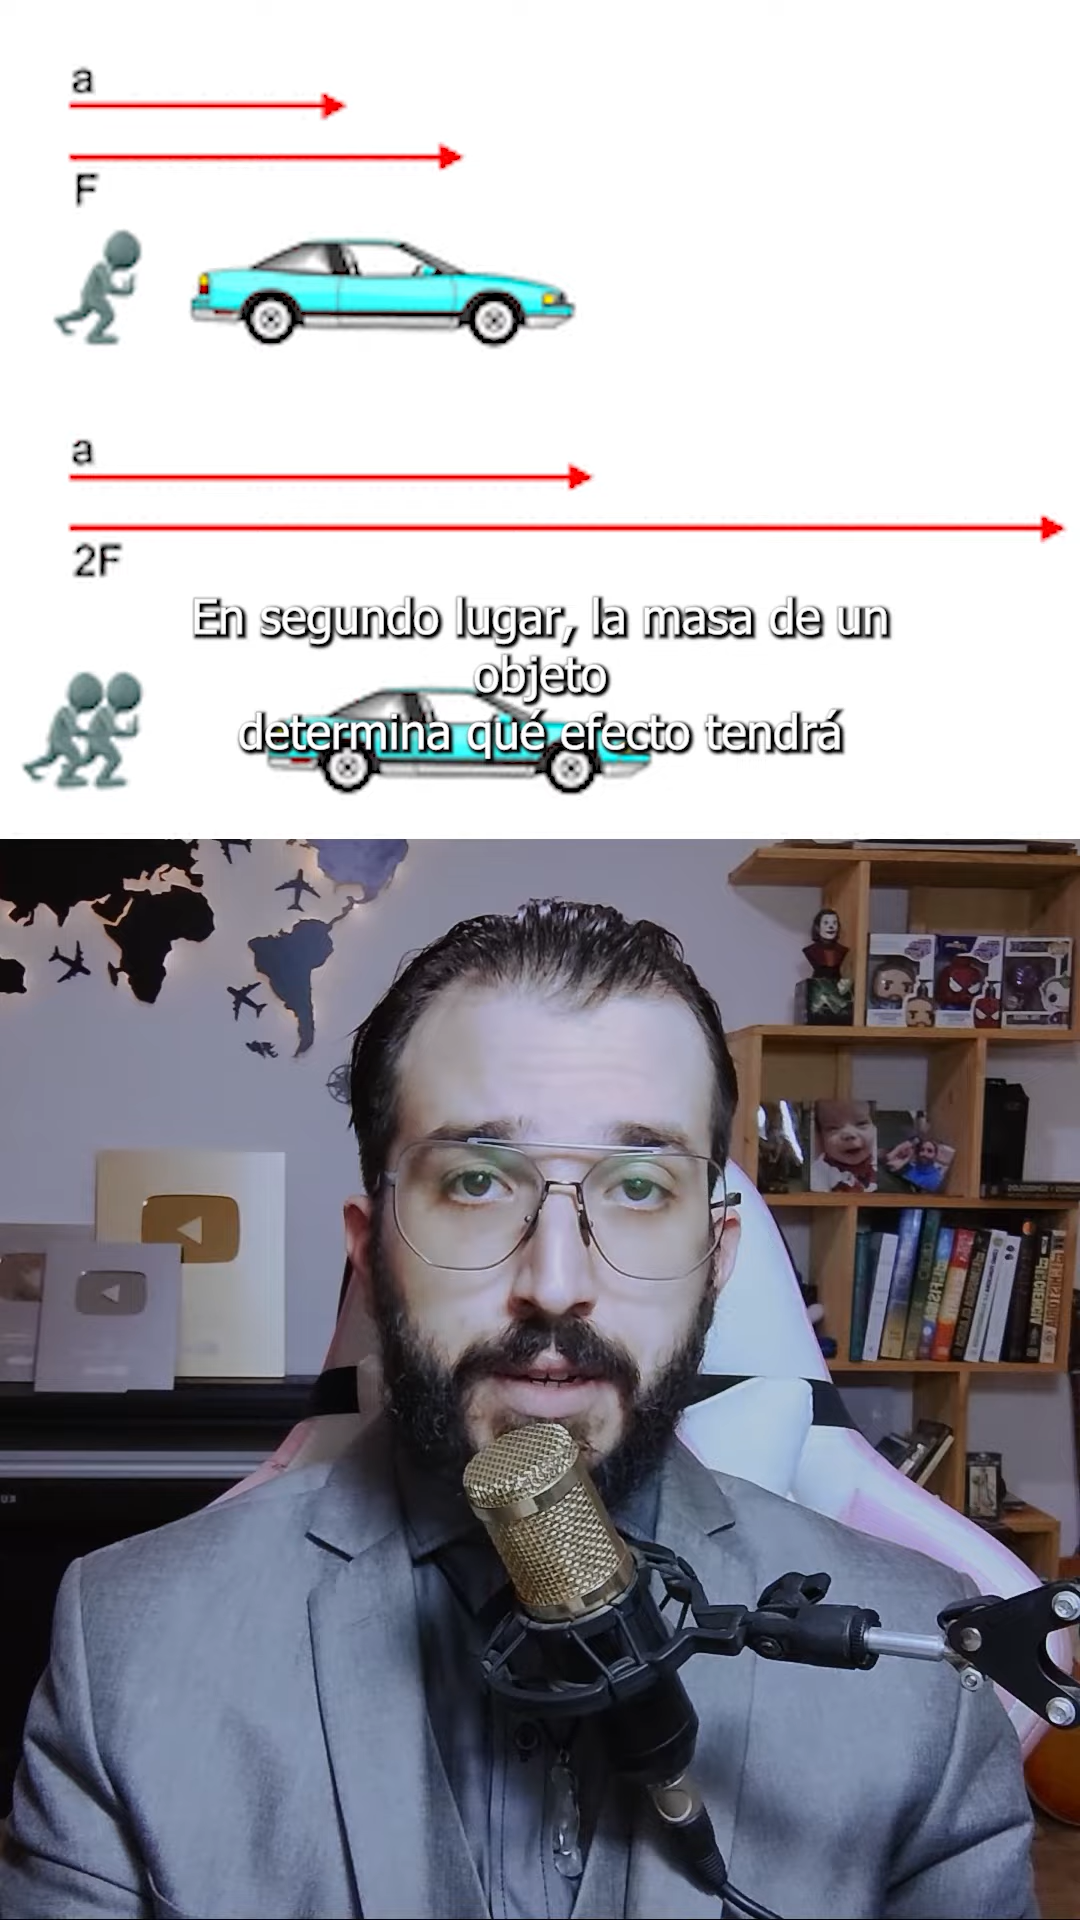 a
F
a
2F
En segundo lugar, la masa de un
objeto
determina qué efecto tendrá